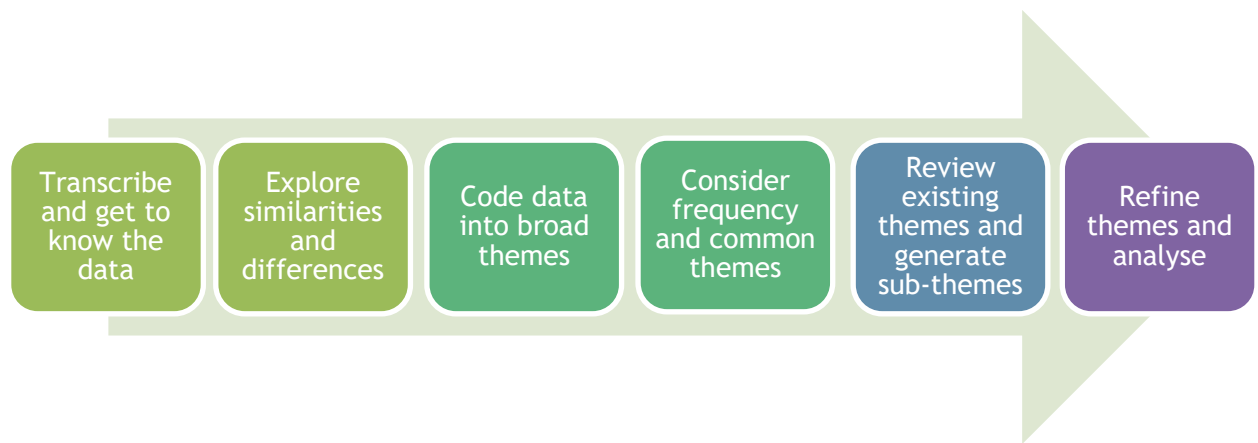 Transcribe
and get to
know the
data
Explore
similarities
and
differences
Code data
into broad
themes
Consider
frequency
and common
themes
Review
existing
themes and
generate
sub-themes
Refine
themes and
analyse